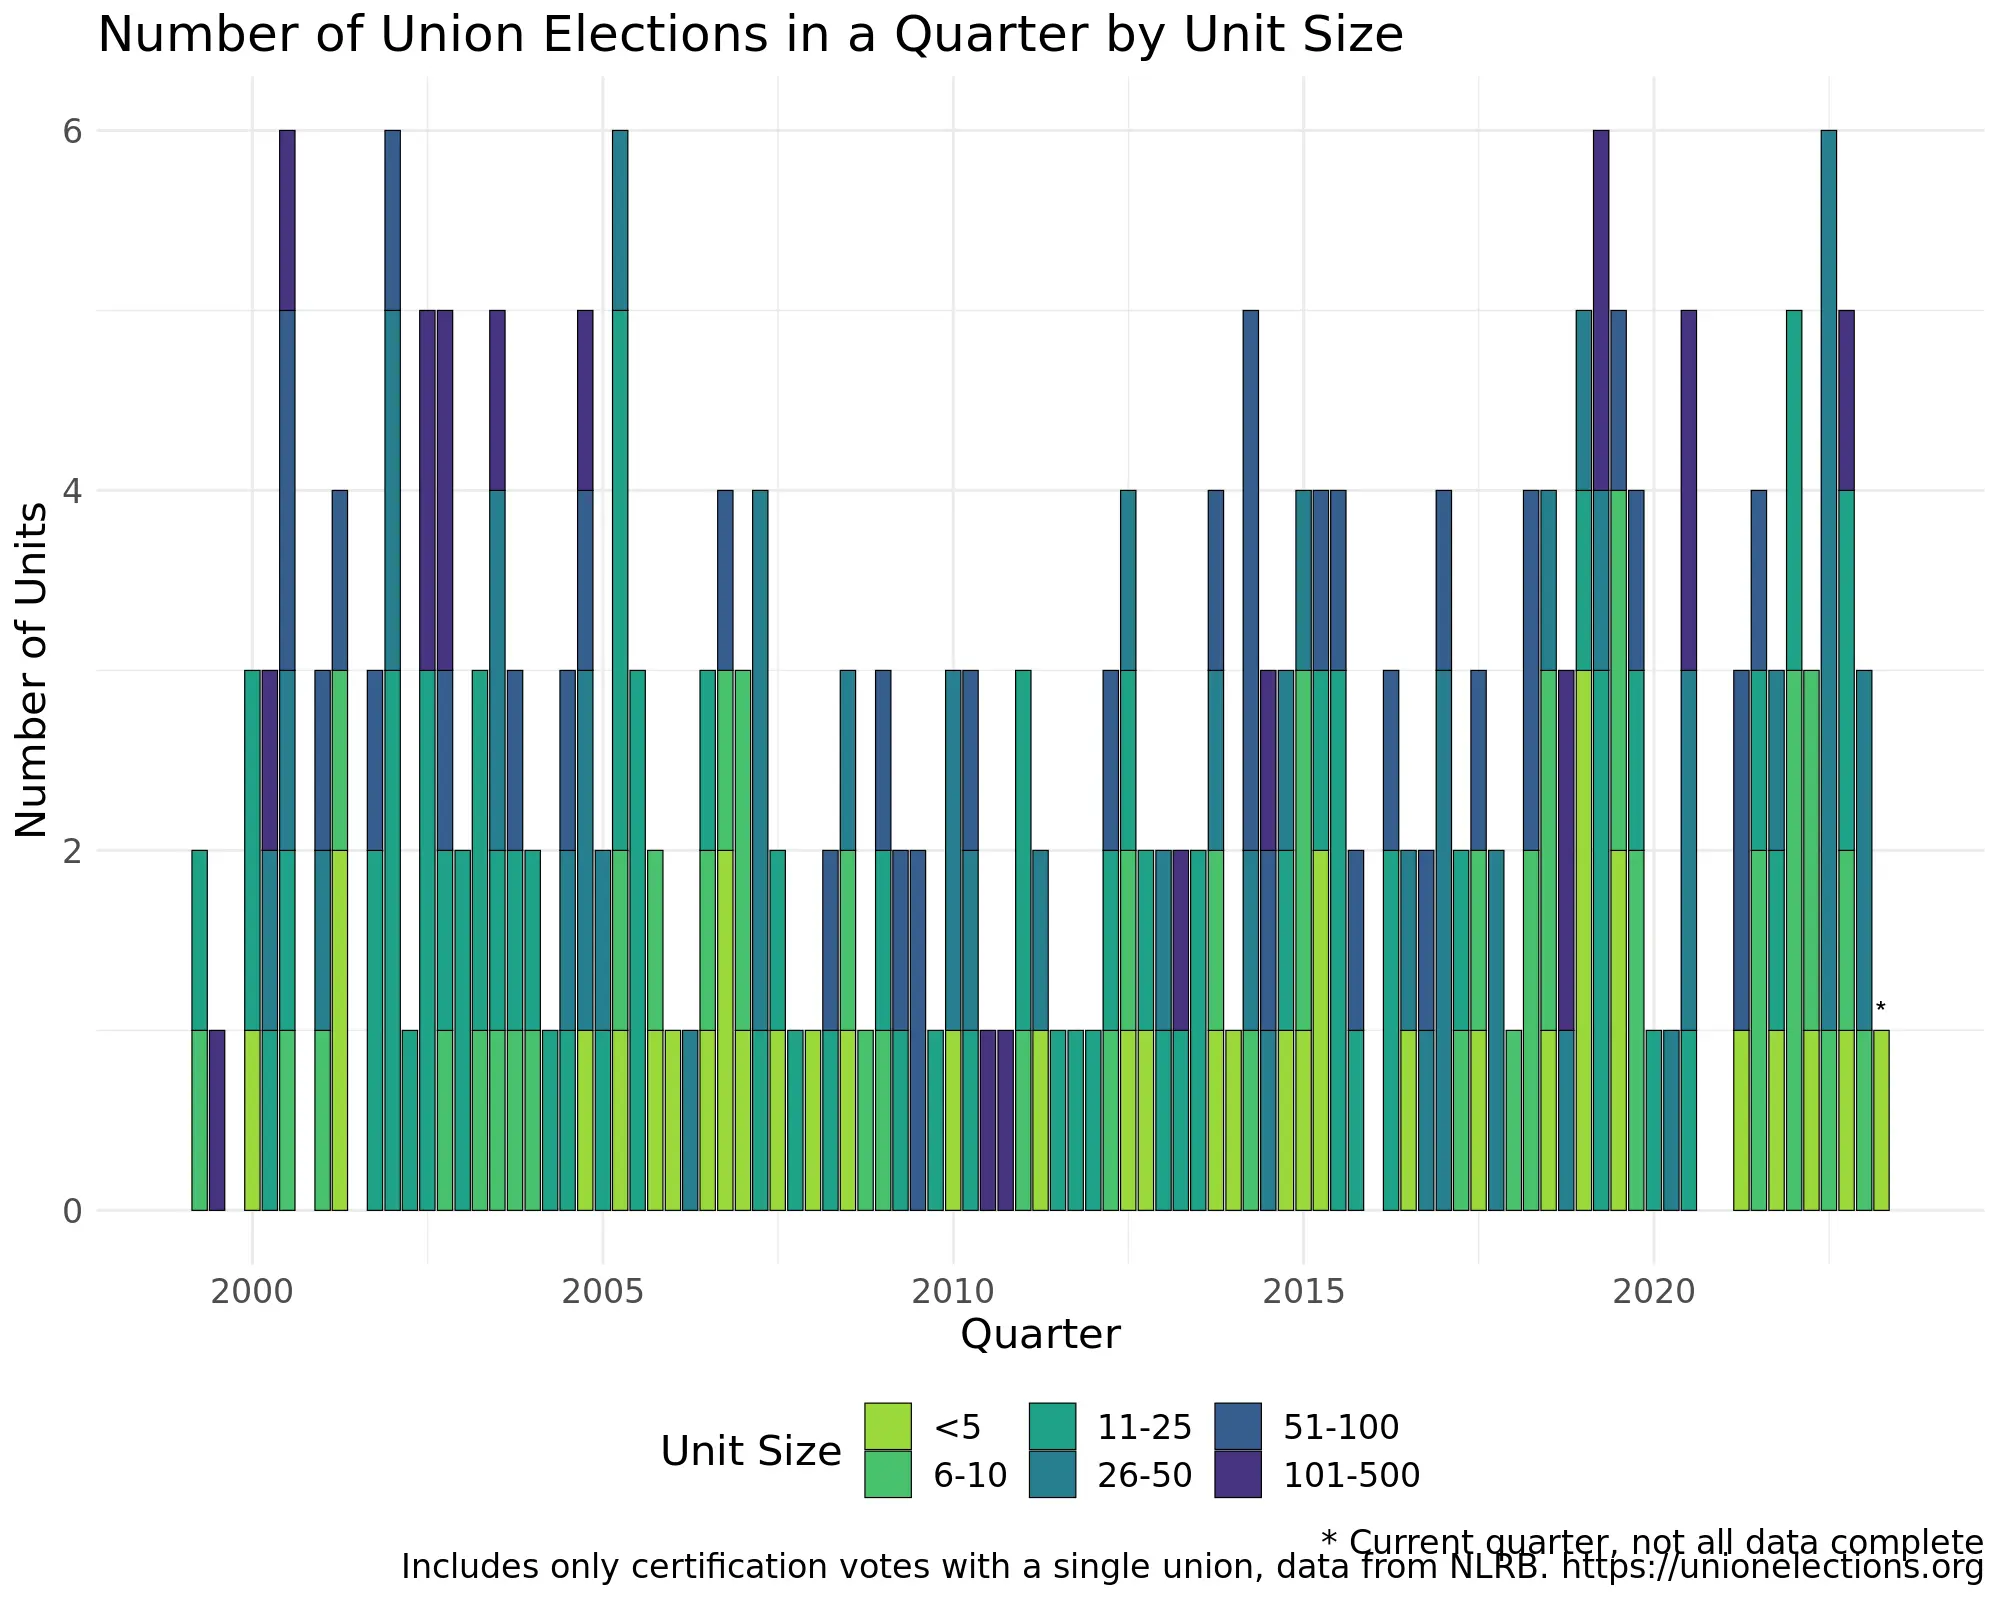 Number of Union Elections in a Quarter by Unit Size
Number of Units
6
4
2
0
*
2000 2005 2010 2015 2020
Quarter
Unit Size
<5 11-25 51-100
6-10 26-50 101-500
* Current quarter, not all data complete
Includes only certification votes with a single union, data from NLRB. https://unionelections.org